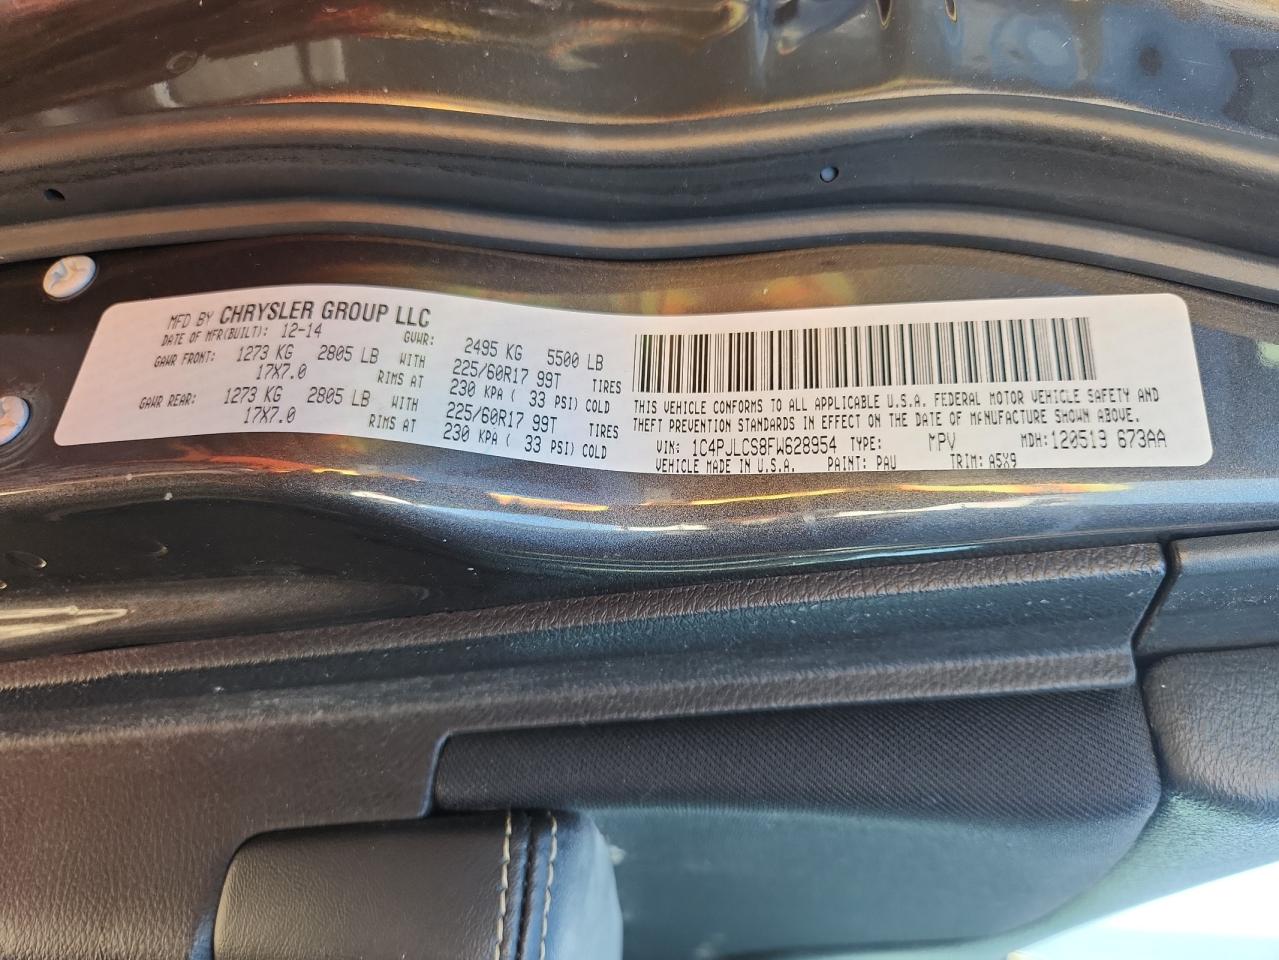 MFD BY CHRYSLER GROUP LLC
DATE OF MFR(BUILT): 12-14 GVWR: 2495 KG 5500 LB
GAWR FRONT: 1273 KG 2805 LB WITH 225/60R17 99T TIRES
17X7.0 RIMS AT 230 KPA ( 33 PSI) COLD
GAWR REAR: 1273 KG 2805 LB WITH 225/60R17 99T TIRES
17X7.0 RIMS AT 230 KPA ( 33 PSI) COLD
THIS VEHICLE CONFORMS TO ALL APPLICABLE U.S.A. FEDERAL MOTOR VEHICLE SAFETY AND
THEFT PREVENTION STANDARDS IN EFFECT ON THE DATE OF MANUFACTURE SHOWN ABOVE.
VIN: 1C4PJLCS8FW628954 TYPE: MPV MDH:120519 673AA
VEHICLE MADE IN U.S.A. PAINT: PAU TRIM: A5X9